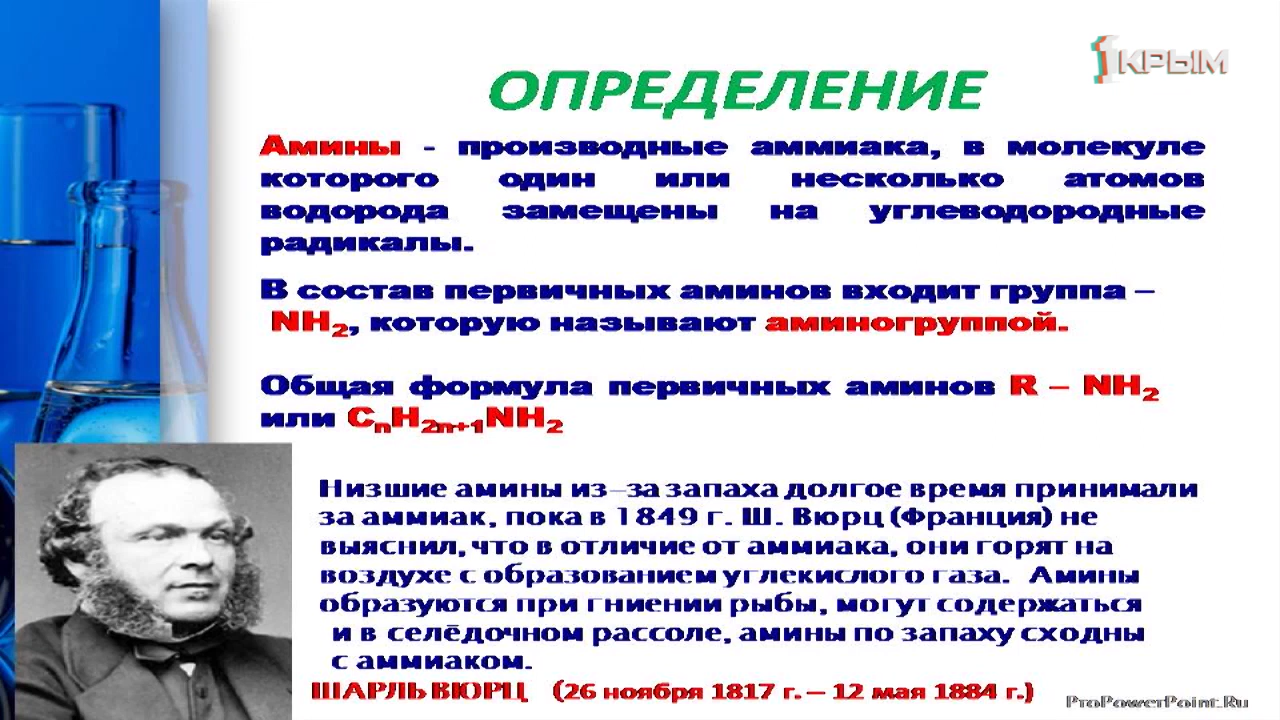 1 КРЫМ
ОПРЕДЕЛЕНИЕ
Амины - производные аммиака, в молекуле
которого один или несколько атомов
водорода замещены на углеводородные
радикалы.
В состав первичных аминов входит группа –
NH₂, которую называют аминогруппой.
Общая формула первичных аминов R – NH₂
или CₙH₂ₙ₊₁NH₂
Низшие амины из–за запаха долгое время принимали
за аммиак, пока в 1849 г. Ш. Вюрц (Франция) не
выяснил, что в отличие от аммиака, они горят на
воздухе с образованием углекислого газа. Амины
образуются при гниении рыбы, могут содержаться
и в селёдочном рассоле, амины по запаху сходны
с аммиаком.
ШАРЛЬ ВЮРЦ (26 ноября 1817 г. – 12 мая 1884 г.)
ProPowerPoint.Ru